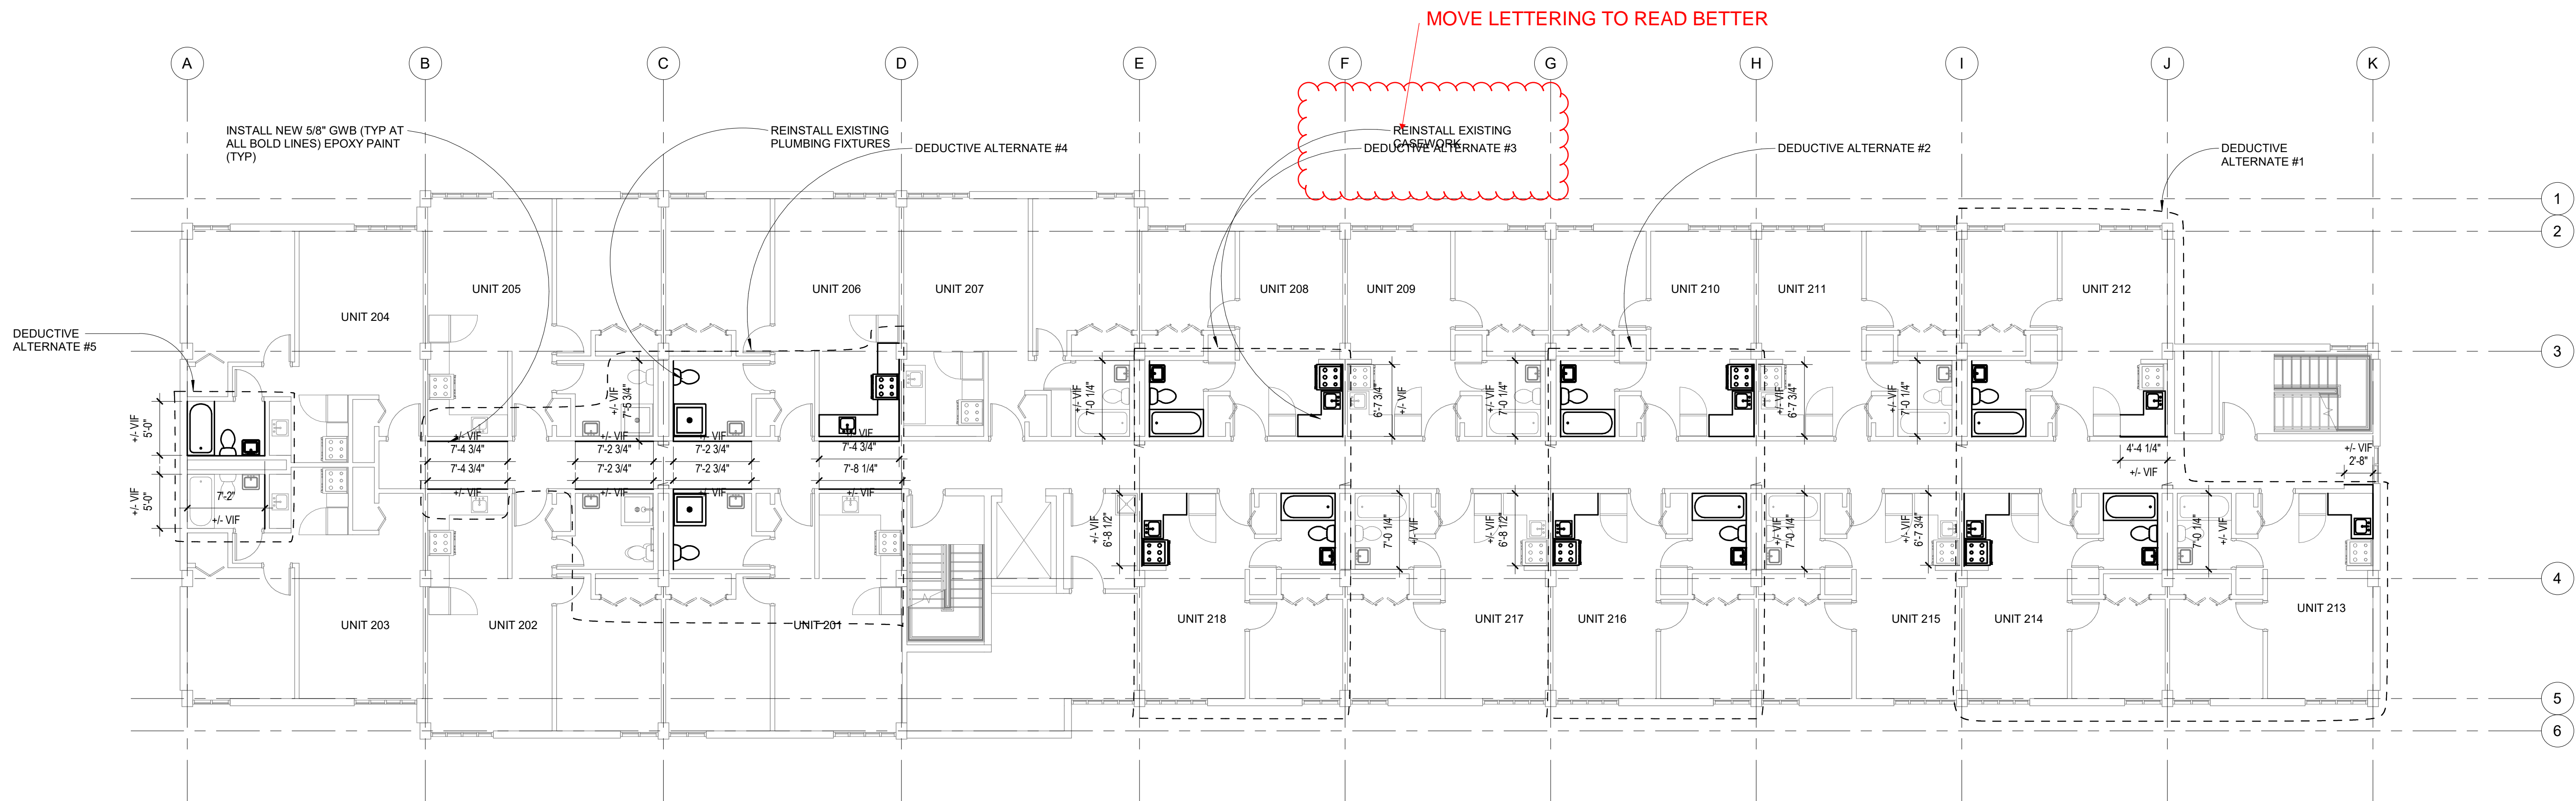 MOVE LETTERING TO READ BETTER
A
B
C
D
E
F
G
H
I
J
K
INSTALL NEW 5/8" GWB (TYP AT
ALL BOLD LINES) EPOXY PAINT
(TYP)
REINSTALL EXISTING
PLUMBING FIXTURES
DEDUCTIVE ALTERNATE #4
REINSTALL EXISTING
CASEWORK
DEDUCTIVE ALTERNATE #3
DEDUCTIVE ALTERNATE #2
DEDUCTIVE
ALTERNATE #1
1
2
UNIT 204
UNIT 205
UNIT 206
UNIT 207
UNIT 208
UNIT 209
UNIT 210
UNIT 211
UNIT 212
DEDUCTIVE
ALTERNATE #5
3
+/- VIF
5'-0"
+/- VIF
7'-5 3/4"
+/- VIF
7'-0 1/4"
6'-7 3/4"
+/- VIF
+/- VIF
7'-0 1/4"
+/- VIF
6'-7 3/4"
+/- VIF
7'-0 1/4"
+/- VIF
7'-4 3/4"
+/- VIF
7'-2 3/4"
+/- VIF
7'-2 3/4"
+/- VIF
7'-4 3/4"
4'-4 1/4"
+/- VIF
+/- VIF
2'-8"
7'-4 3/4"
+/- VIF
7'-2 3/4"
+/- VIF
7'-2 3/4"
+/- VIF
7'-8 1/4"
+/- VIF
+/- VIF
5'-0"
7'-2"
+/- VIF
+/- VIF
6'-8 1/2"
7'-0 1/4"
+/- VIF
+/- VIF
6'-8 1/2"
+/- VIF
7'-0 1/4"
+/- VIF
6'-7 3/4"
7'-0 1/4"
+/- VIF
4
UNIT 203
UNIT 202
UNIT 201
UNIT 218
UNIT 217
UNIT 216
UNIT 215
UNIT 214
UNIT 213
5
6